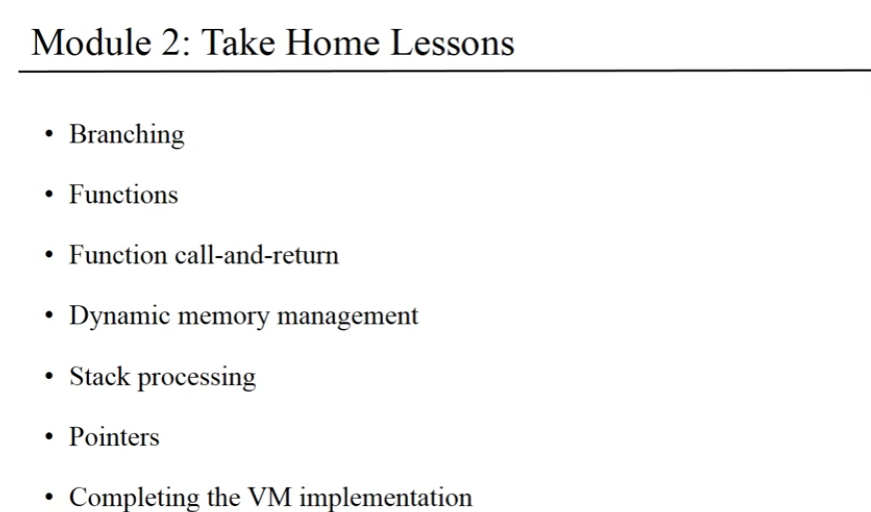 Module 2: Take Home Lessons
• Branching
• Functions
• Function call-and-return
• Dynamic memory management
• Stack processing
• Pointers
• Completing the VM implementation